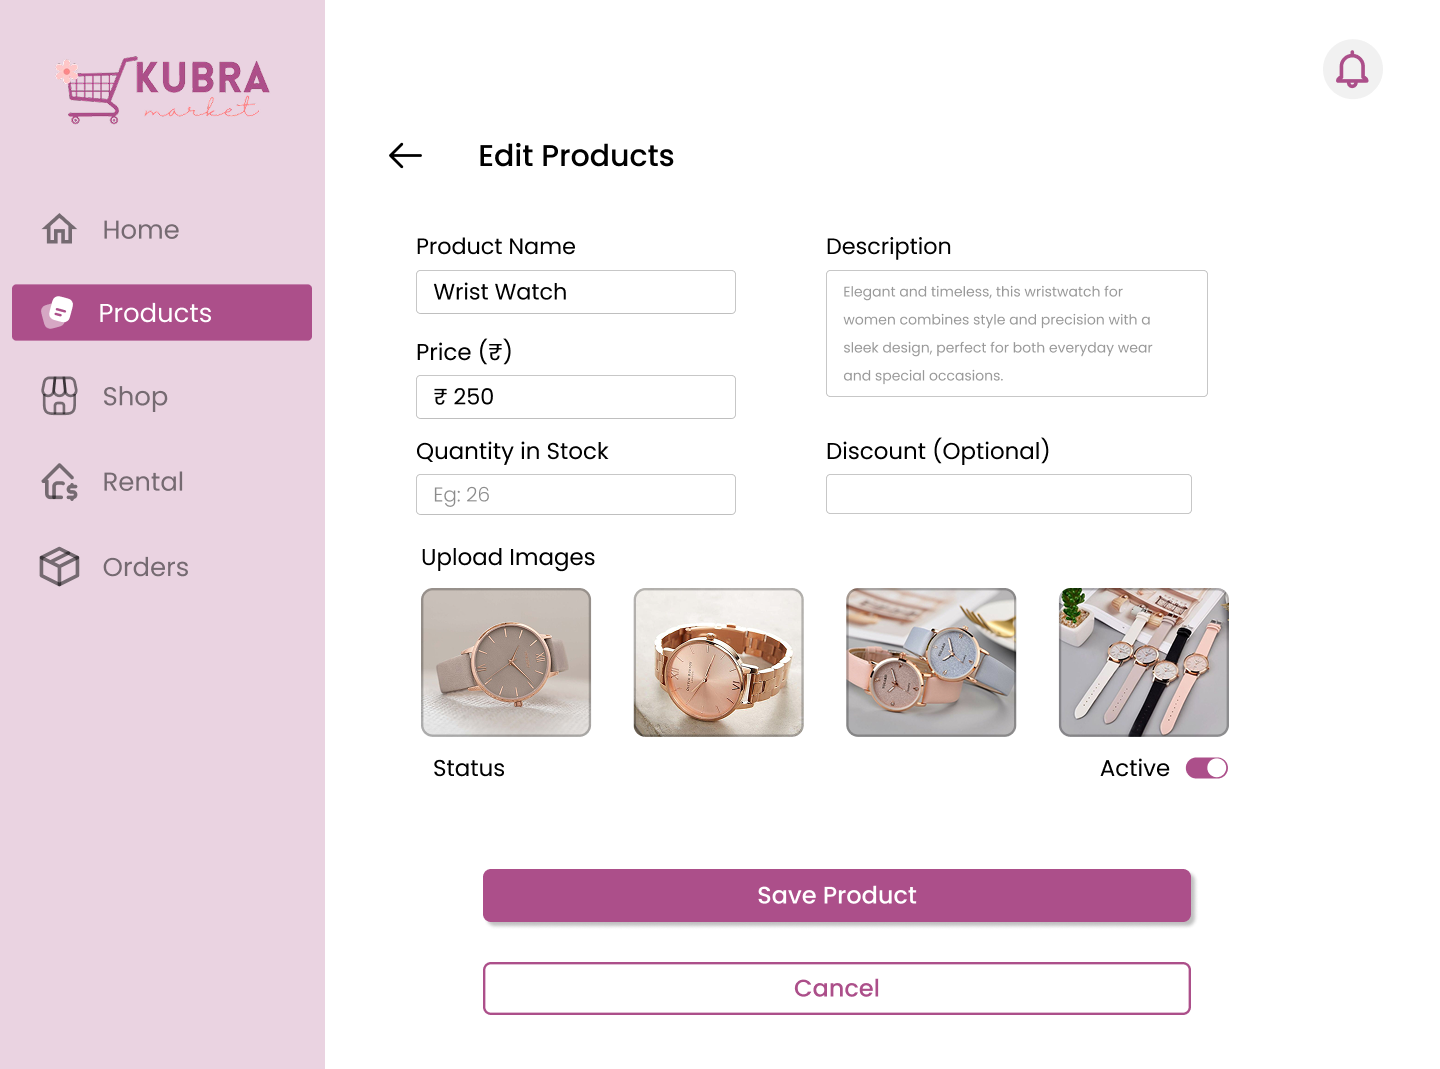 KUBRA
market
Home
Products
Shop
Rental
Orders
Edit Products
Product Name
Wrist Watch
Price (₹)
₹ 250
Quantity in Stock
Eg: 26
Description
Elegant and timeless, this wristwatch for
women combines style and precision with a
sleek design, perfect for both everyday wear
and special occasions.
Discount (Optional)
Upload Images
Status
Active
Save Product
Cancel